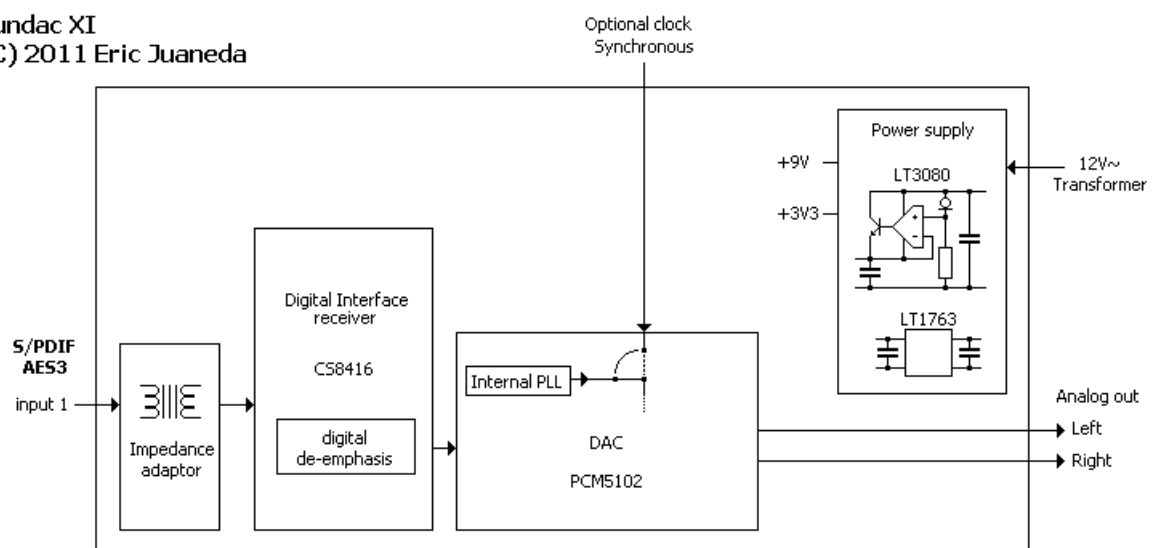 undac XI
C) 2011 Eric Juaneda
Optional clock
Synchronous
Power supply
+9V
12V~
Transformer
LT3080
+3V3
+
-
Digital Interface
receiver
LT1763
S/PDIF
AES3
CS8416
Internal PLL
input 1
Analog out
Left
digital
de-emphasis
Impedance
adaptor
DAC
Right
PCM5102